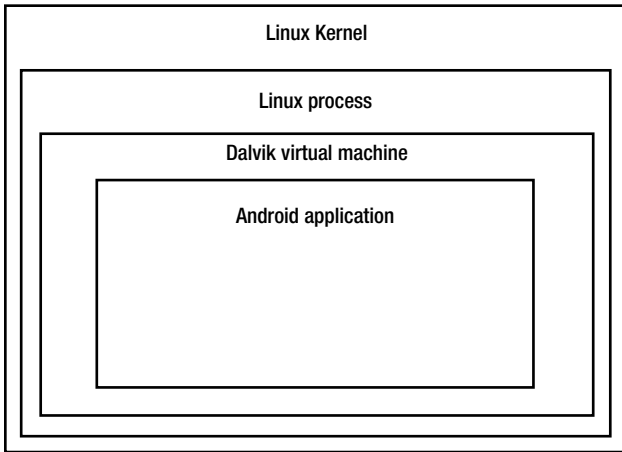 Linux Kernel
Linux process
Dalvik virtual machine
Android application